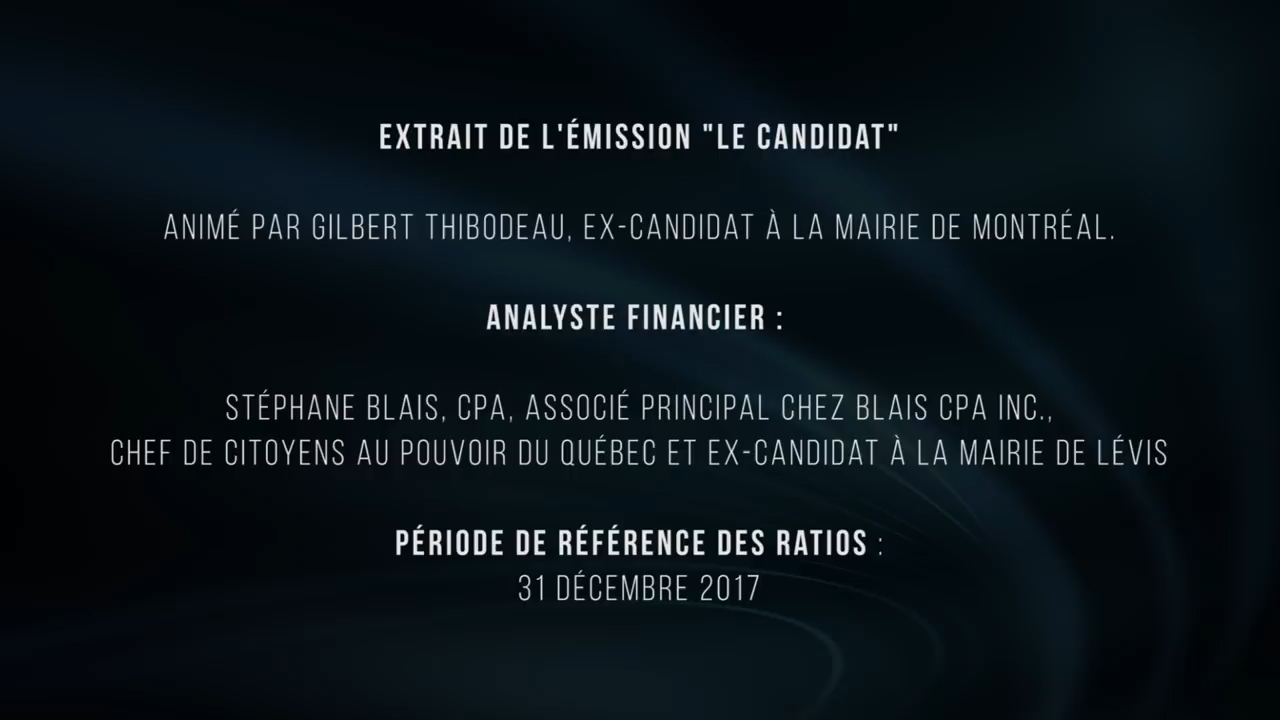 EXTRAIT DE L'ÉMISSION "LE CANDIDAT"
ANIMÉ PAR GILBERT THIBODEAU, EX-CANDIDAT À LA MAIRIE DE MONTRÉAL.
ANALYSTE FINANCIER :
STÉPHANE BLAIS, CPA, ASSOCIÉ PRINCIPAL CHEZ BLAIS CPA INC.,
CHEF DE CITOYENS AU POUVOIR DU QUÉBEC ET EX-CANDIDAT À LA MAIRIE DE LÉVIS
PÉRIODE DE RÉFÉRENCE DES RATIOS :
31 DÉCEMBRE 2017